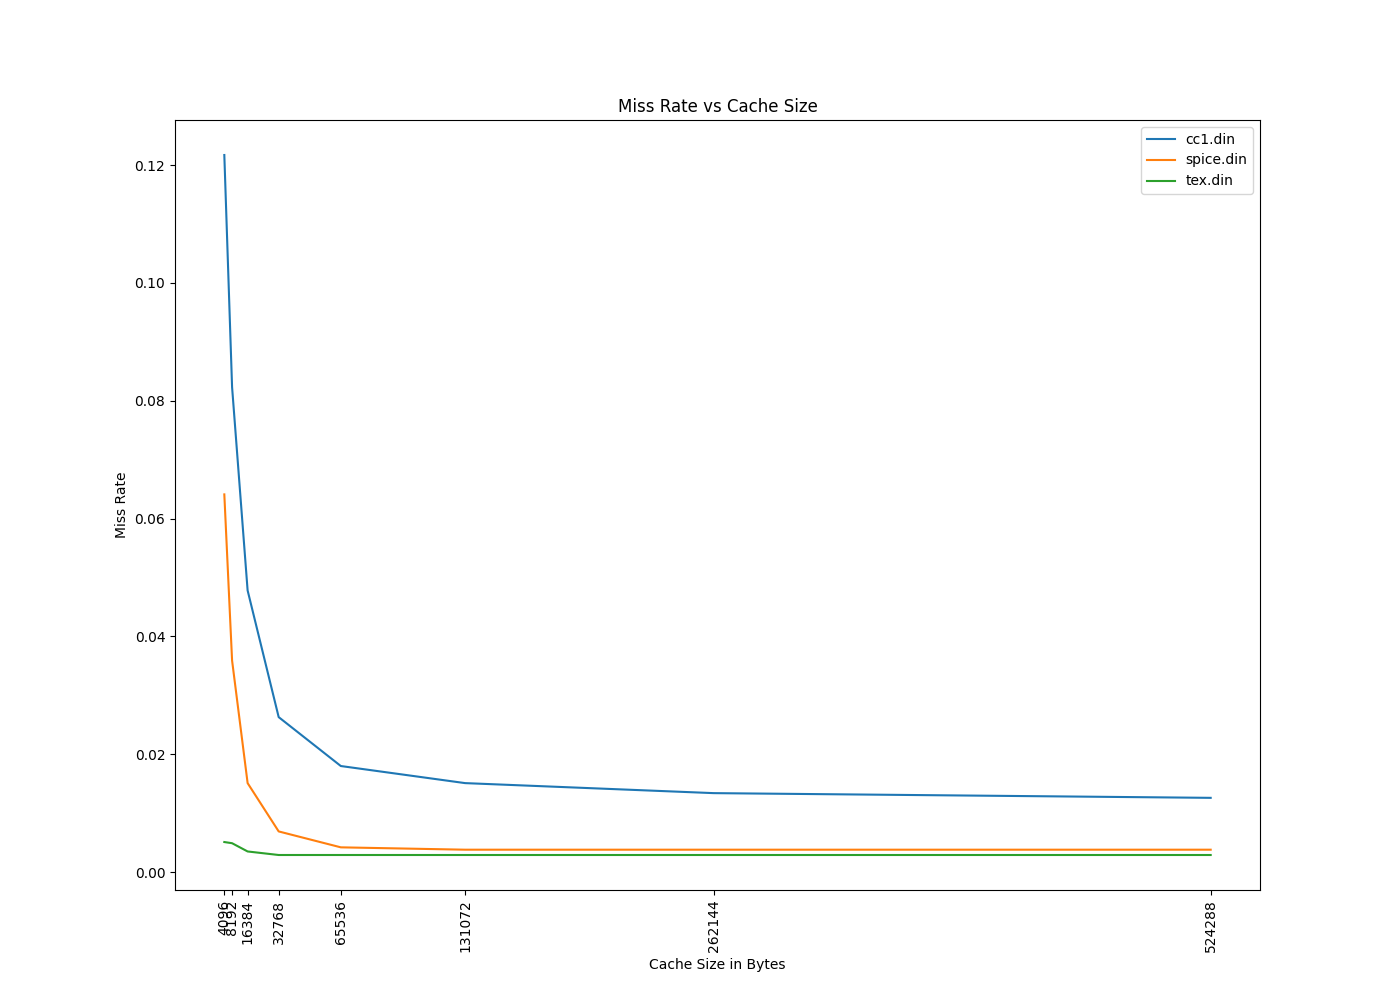 Miss Rate vs Cache Size
cc1.din
spice.din
tex.din
0.12
0.10
0.08
0.06
0.04
0.02
0.00
Miss Rate
4096
8192
16384
32768
65536
131072
262144
524288
Cache Size in Bytes